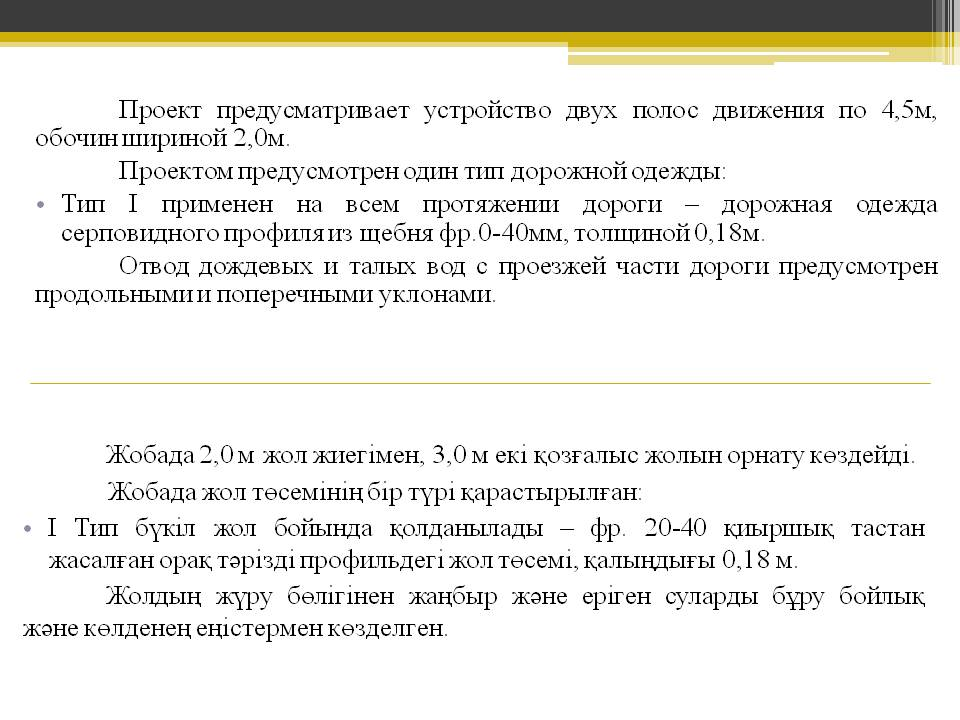 Проект предусматривает устройство двух полос движения по 4,5м,
обочин шириной 2,0м.
Проектом предусмотрен один тип дорожной одежды:
• Тип I применен на всем протяжении дороги – дорожная одежда
серповидного профиля из щебня фр.0-40мм, толщиной 0,18м.
Отвод дождевых и талых вод с проезжей части дороги предусмотрен
продольными и поперечными уклонами.
Жобада 2,0 м жол жиегімен, 3,0 м екі қозғалыс жолын орнату көздейді.
Жобада жол төсемінің бір түрі қарастырылған:
• І Тип бүкіл жол бойында қолданылады – фр. 20-40 қиыршық тастан
жасалған орақ тәрізді профильдегі жол төсемі, қалыңдығы 0,18 м.
Жолдың жүру бөлігінен жаңбыр және еріген суларды бұру бойлық
және көлденең еңістермен көзделген.